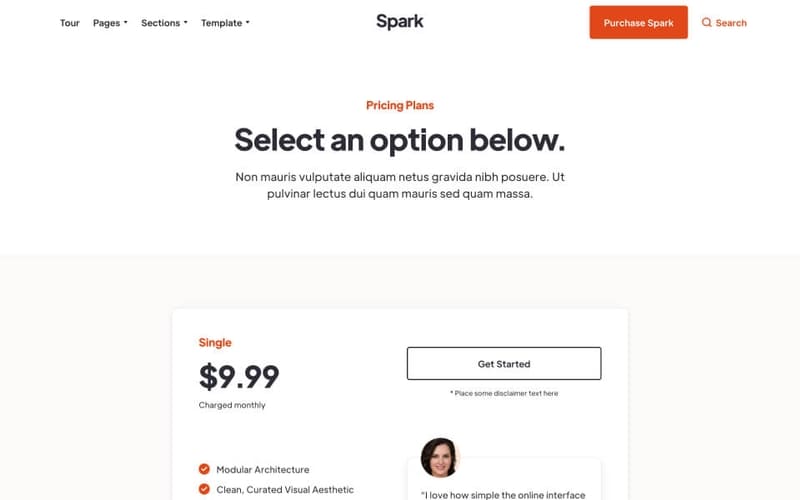 Tour Pages Sections Template Spark Purchase Spark Search
Pricing Plans
Select an option below.
Non mauris vulputate aliquam netus gravida nibh posuere. Ut
pulvinar lectus dui quam mauris sed quam massa.
Single
$9.99
Charged monthly
Get Started
* Place some disclaimer text here
Modular Architecture
Clean, Curated Visual Aesthetic
"I love how simple the online interface